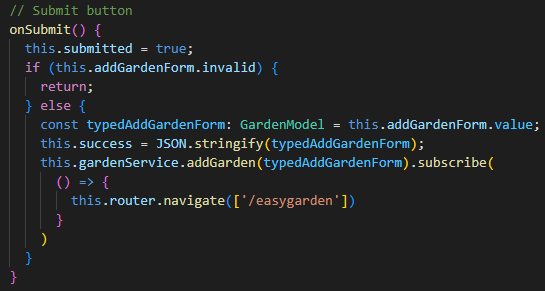 // Submit button
onSubmit() {
  this.submitted = true;
  if (this.addGardenForm.invalid) {
    return;
  } else {
    const typedAddGardenForm: GardenModel = this.addGardenForm.value;
    this.success = JSON.stringify(typedAddGardenForm);
    this.gardenService.addGarden(typedAddGardenForm).subscribe(
      () => {
        this.router.navigate(['/easygarden'])
      }
    )
  }
}